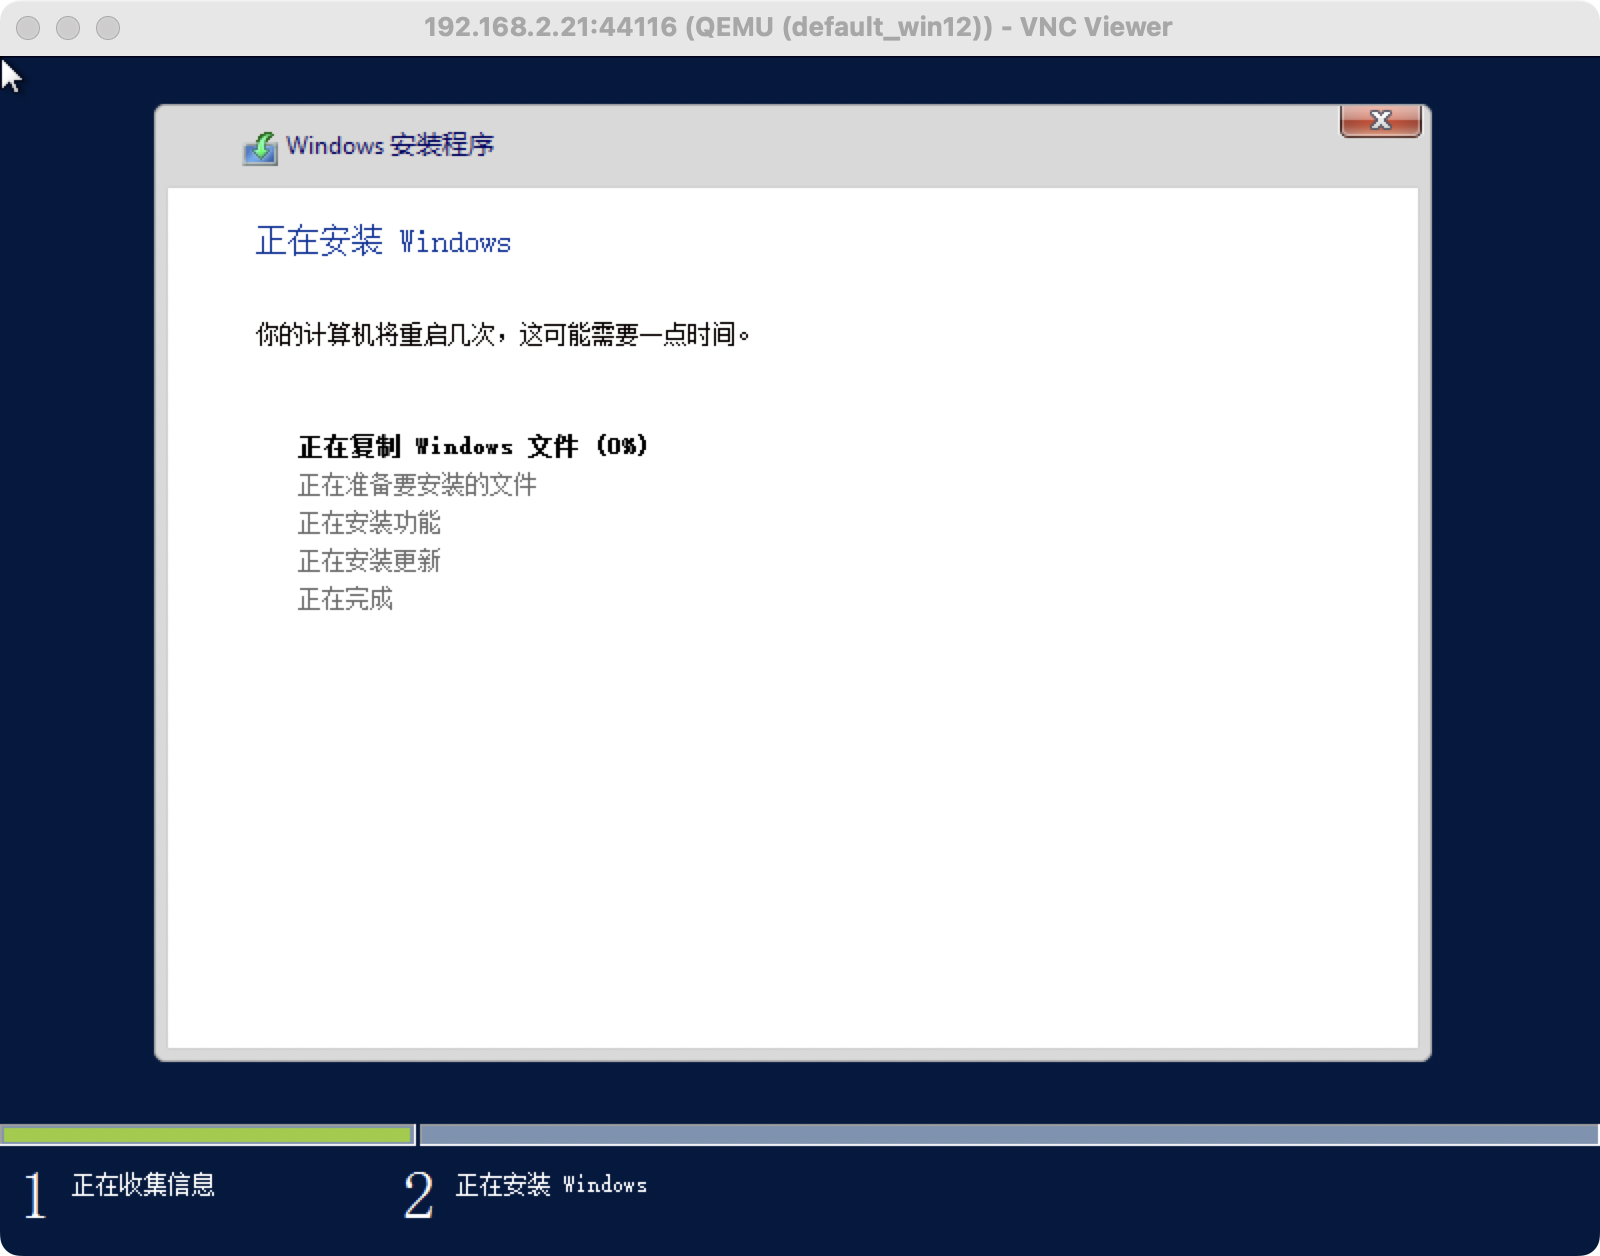 192.168.2.21:44116 (QEMU (default_win12)) - VNC Viewer
Windows 安装程序
正在安装 Windows
你的计算机将重启几次，这可能需要一点时间。
正在复制 Windows 文件 (0%)
正在准备要安装的文件
正在安装功能
正在安装更新
正在完成
1 正在收集信息
2 正在安装 Windows